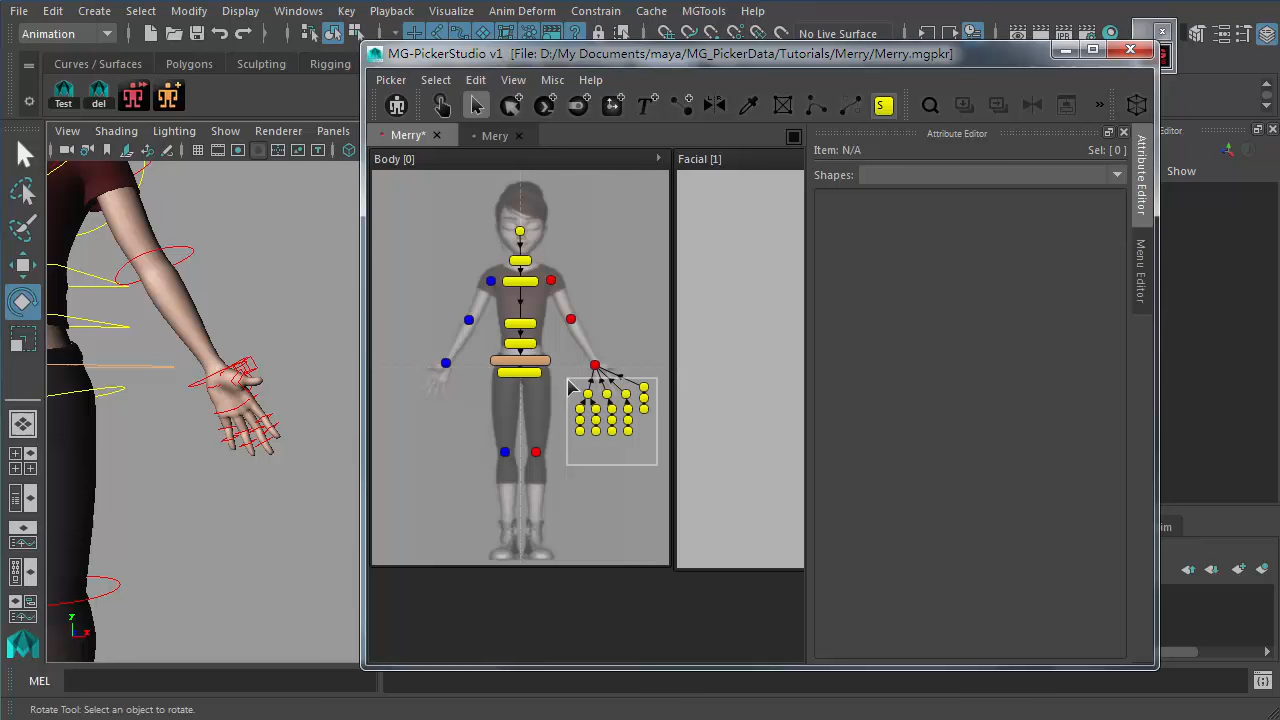 File Edit Create Select Modify Display Windows Key Playback Visualize Anim Deform Constrain Cache MGTools Help
Animation
No Live Surface
MG-PickerStudio v1 [File: D:/My Documents/maya/MG_PickerData/Tutorials/Merry/Merry.mgpkr]
Curves / Surfaces Polygons Sculpting Rigging
Test del
Picker Select Edit View Misc Help
T S
View Shading Lighting Show Renderer Panels
Merry* Merry
Attribute Editor
Body [0] Facial [1]
Item: N/A Sel: [ 0 ]
Shapes:
Attribute Editor
Menu Editor
Editor
Show
im
MEL
Rotate Tool: Select an object to rotate.